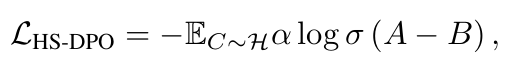 ℒ_HS-DPO = −𝔼_{C∼ℋ} α log σ (A − B),